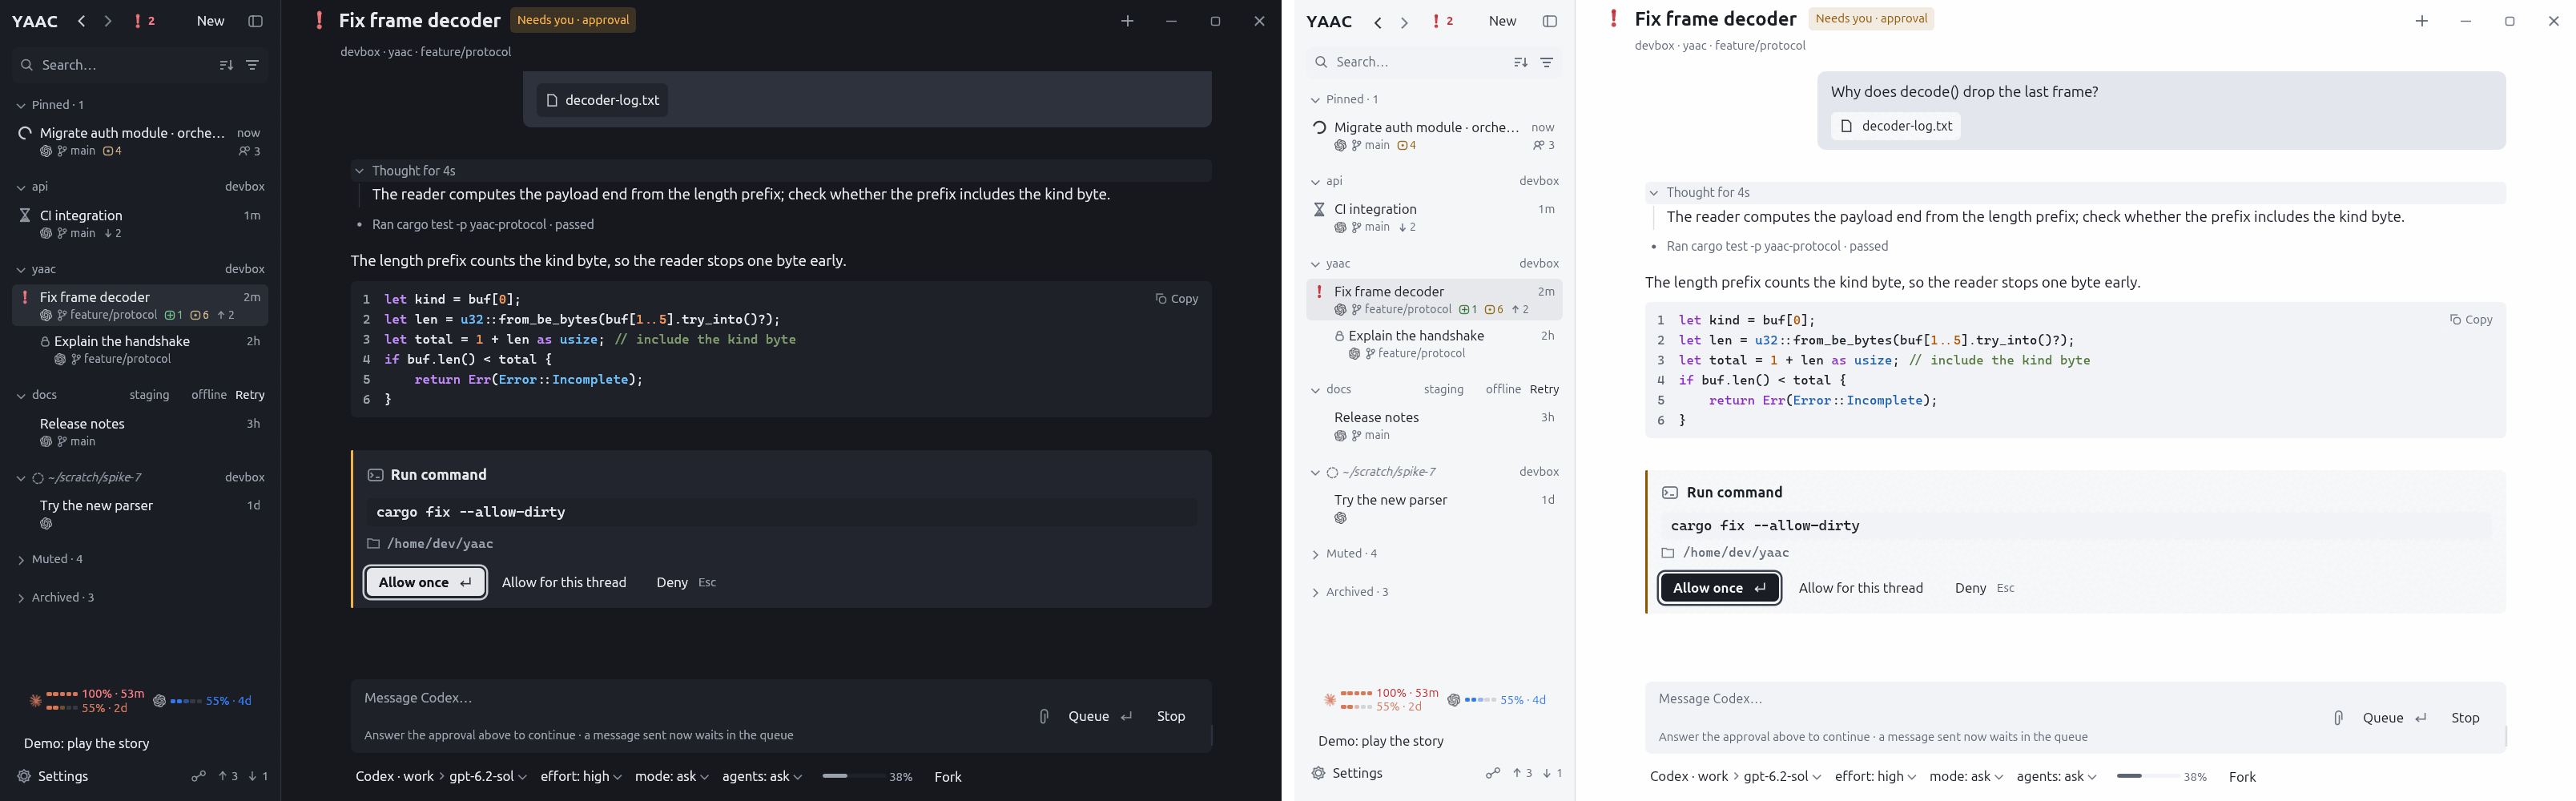 YAAC 2 New
Search…
Pinned · 1
Migrate auth module · orche… now
main 4 3
api devbox
CI integration 1m
main ↓ 2
yaac devbox
Fix frame decoder 2m
feature/protocol 1 6 ↑ 2
Explain the handshake 2h
feature/protocol
docs staging offline Retry
Release notes 3h
main
~/scratch/spike-7 devbox
Try the new parser 1d
Muted · 4
Archived · 3
100% · 53m
55% · 2d
55% · 4d
Demo: play the story
Settings ↑ 3 ↓ 1
Fix frame decoder Needs you · approval
devbox · yaac · feature/protocol
decoder-log.txt
Thought for 4s
The reader computes the payload end from the length prefix; check whether the prefix includes the kind byte.
• Ran cargo test -p yaac-protocol · passed
The length prefix counts the kind byte, so the reader stops one byte early.
1 let kind = buf[0];
2 let len = u32::from_be_bytes(buf[1..5].try_into()?);
3 let total = 1 + len as usize; // include the kind byte
4 if buf.len() < total {
5 return Err(Error::Incomplete);
6 }
Copy
Run command
cargo fix --allow-dirty
/home/dev/yaac
Allow once ↵ Allow for this thread Deny Esc
Message Codex…
Queue ↵ Stop
Answer the approval above to continue · a message sent now waits in the queue
Codex · work > gpt-6.2-sol effort: high mode: ask agents: ask 38% Fork
YAAC 2 New
Search…
Pinned · 1
Migrate auth module · orche… now
main 4 3
api devbox
CI integration 1m
main ↓ 2
yaac devbox
Fix frame decoder 2m
feature/protocol 1 6 ↑ 2
Explain the handshake 2h
feature/protocol
docs staging offline Retry
Release notes 3h
main
~/scratch/spike-7 devbox
Try the new parser 1d
Muted · 4
Archived · 3
100% · 53m
55% · 2d
55% · 4d
Demo: play the story
Settings ↑ 3 ↓ 1
Fix frame decoder Needs you · approval
devbox · yaac · feature/protocol
Why does decode() drop the last frame?
decoder-log.txt
Thought for 4s
The reader computes the payload end from the length prefix; check whether the prefix includes the kind byte.
• Ran cargo test -p yaac-protocol · passed
The length prefix counts the kind byte, so the reader stops one byte early.
1 let kind = buf[0];
2 let len = u32::from_be_bytes(buf[1..5].try_into()?);
3 let total = 1 + len as usize; // include the kind byte
4 if buf.len() < total {
5 return Err(Error::Incomplete);
6 }
Copy
Run command
cargo fix --allow-dirty
/home/dev/yaac
Allow once ↵ Allow for this thread Deny Esc
Message Codex…
Queue ↵ Stop
Answer the approval above to continue · a message sent now waits in the queue
Codex · work > gpt-6.2-sol effort: high mode: ask agents: ask 38% Fork